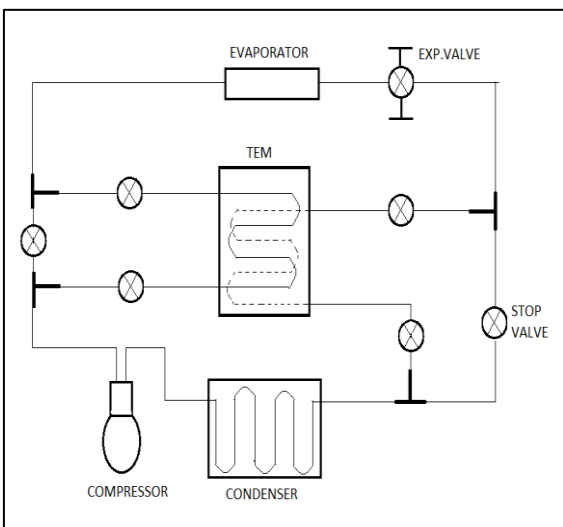 EVAPORATOR
EXP.VALVE
TEM
STOP
VALVE
COMPRESSOR
CONDENSER